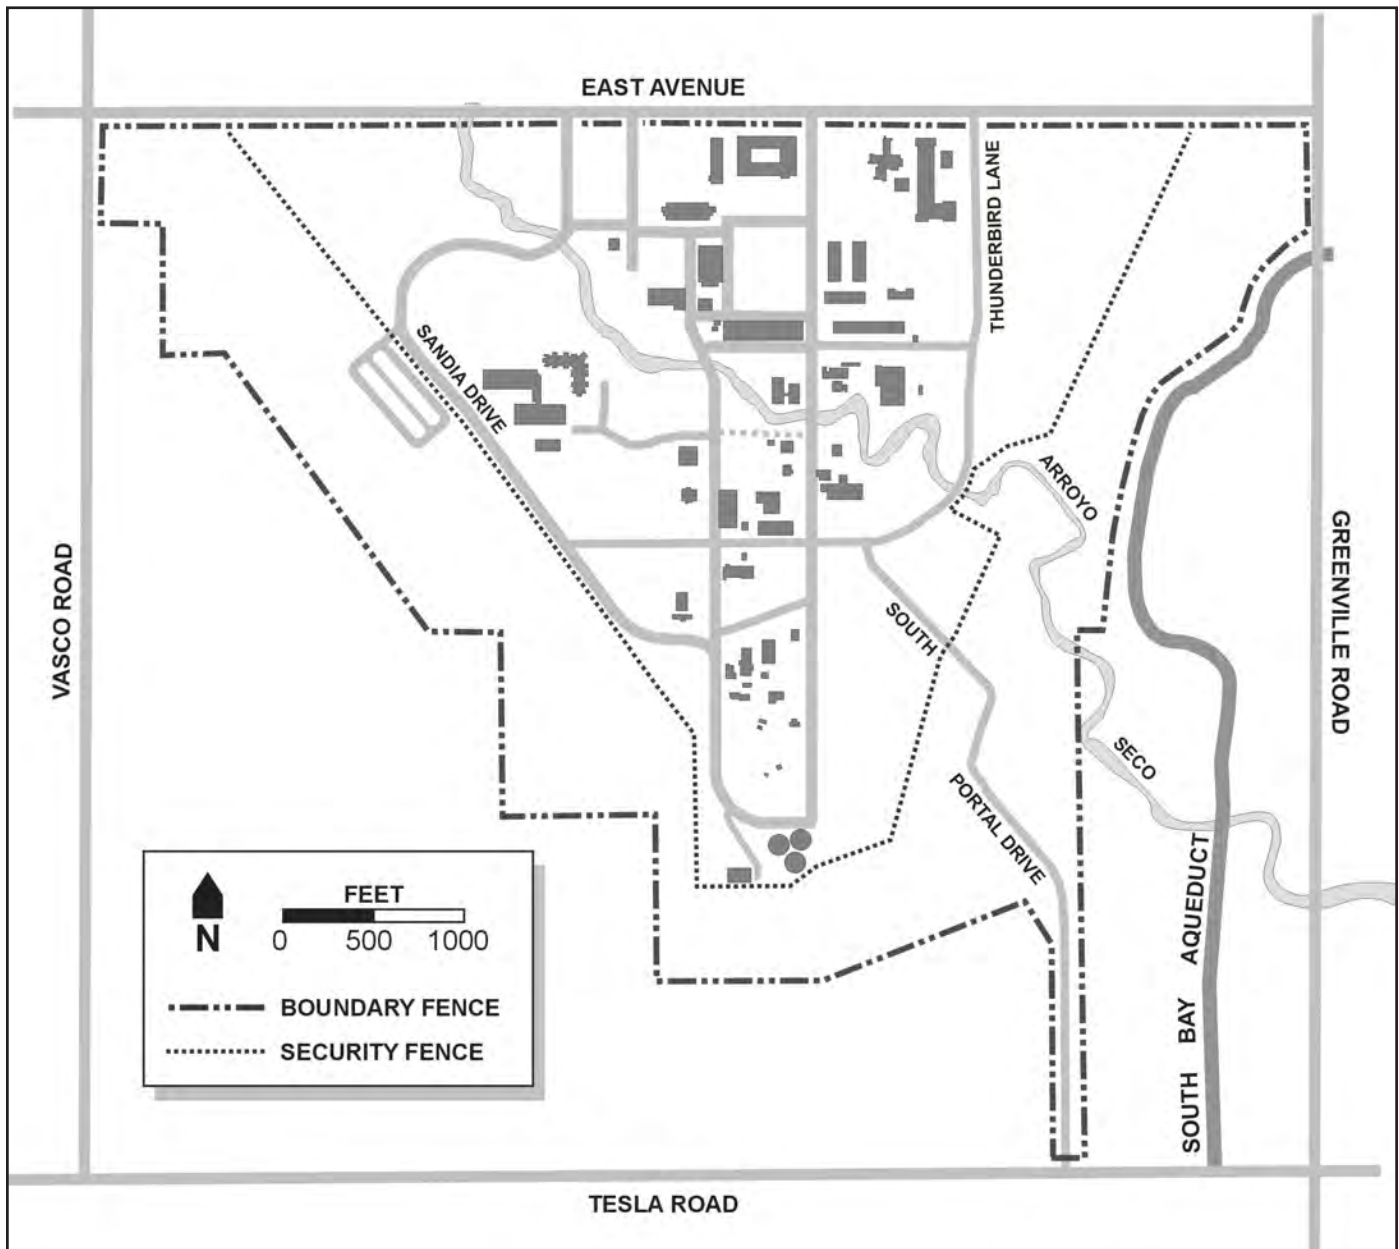 EAST AVENUE
THUNDERBIRD LANE
SANDIA DRIVE
ARROYO
SECO
VASCO ROAD
GREENVILLE ROAD
SOUTH
PORTAL DRIVE
SOUTH BAY AQUEDUCT
FEET
N
0 500 1000
BOUNDARY FENCE
SECURITY FENCE
TESLA ROAD